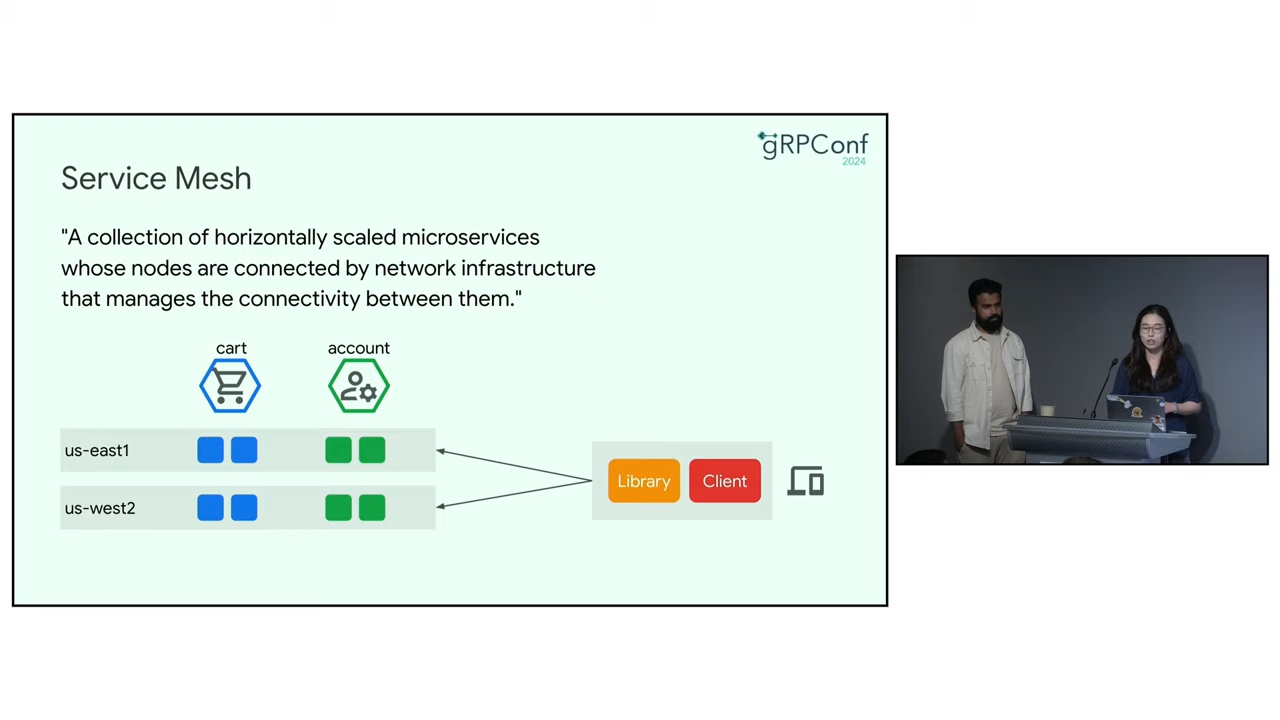 gRPConf
2024
Service Mesh
"A collection of horizontally scaled microservices
whose nodes are connected by network infrastructure
that manages the connectivity between them."
cart
account
us-east1
us-west2
Library
Client